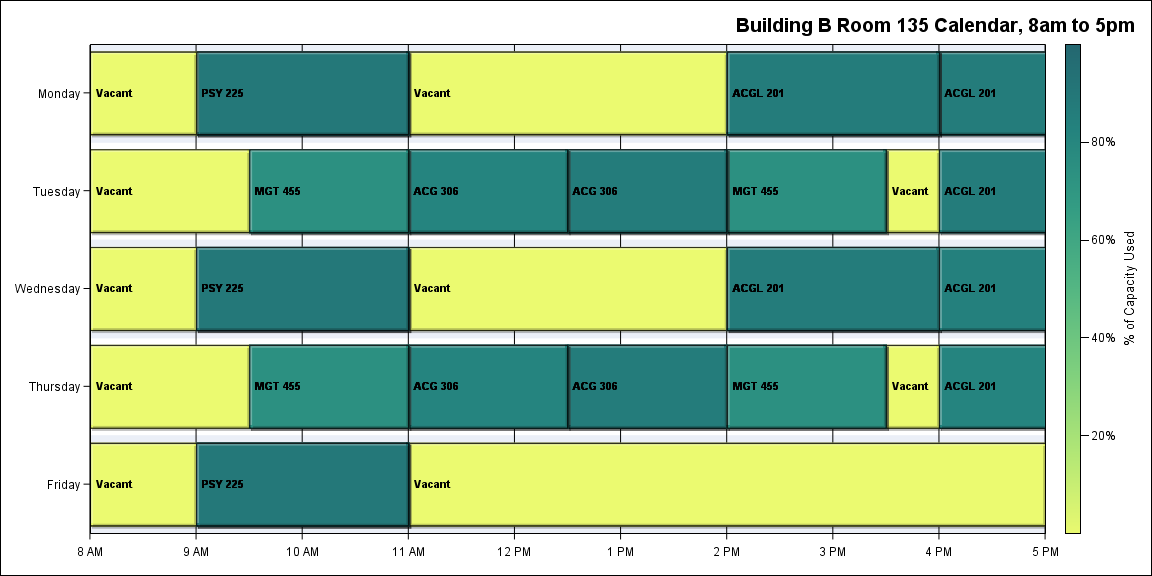 Building B Room 135 Calendar, 8am to 5pm
Monday
Vacant
PSY 225
Vacant
ACGL 201
ACGL 201
Tuesday
Vacant
MGT 455
ACG 306
ACG 306
MGT 455
Vacant
ACGL 201
Wednesday
Vacant
PSY 225
Vacant
ACGL 201
ACGL 201
Thursday
Vacant
MGT 455
ACG 306
ACG 306
MGT 455
Vacant
ACGL 201
Friday
Vacant
PSY 225
Vacant
8 AM
9 AM
10 AM
11 AM
12 PM
1 PM
2 PM
3 PM
4 PM
5 PM
80%
60%
40%
20%
% of Capacity Used